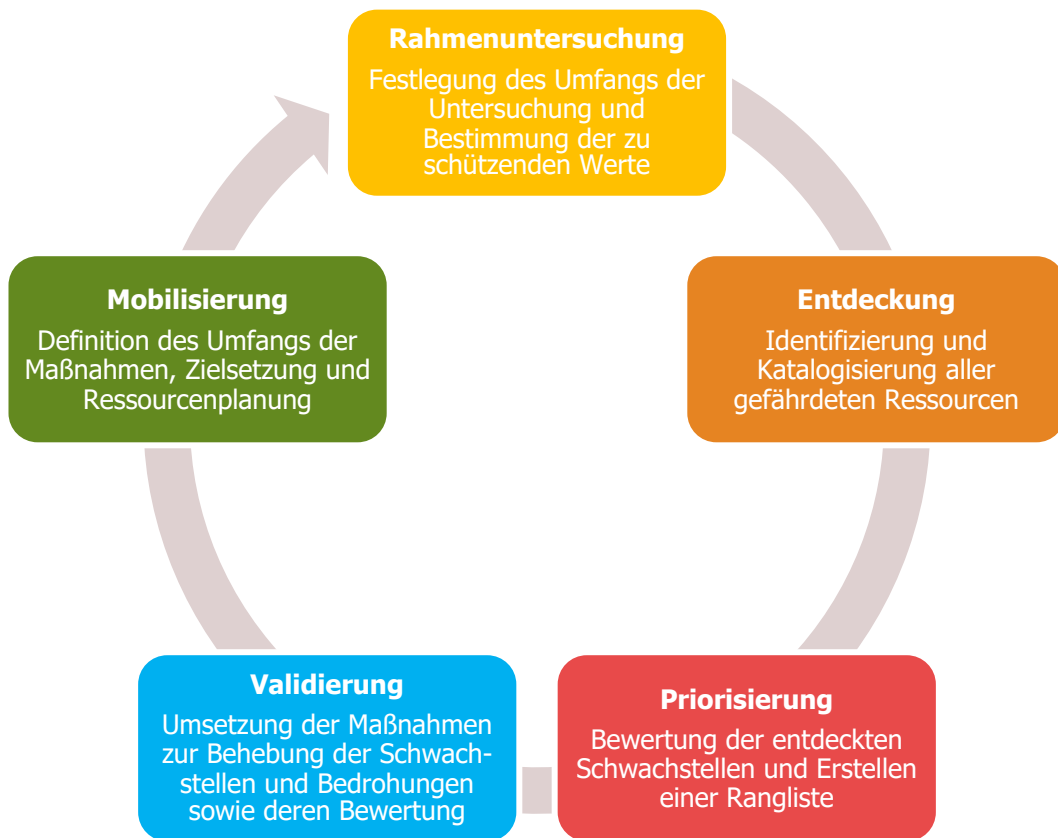 Rahmenuntersuchung
Festlegung des Umfangs der
Untersuchung und
Bestimmung der zu
schützenden Werte
Entdeckung
Identifizierung und
Katalogisierung aller
gefährdeten Ressourcen
Priorisierung
Bewertung der entdeckten
Schwachstellen und Erstellen
einer Rangliste
Validierung
Umsetzung der Maßnahmen
zur Behebung der Schwach-
stellen und Bedrohungen
sowie deren Bewertung
Mobilisierung
Definition des Umfangs der
Maßnahmen, Zielsetzung und
Ressourcenplanung